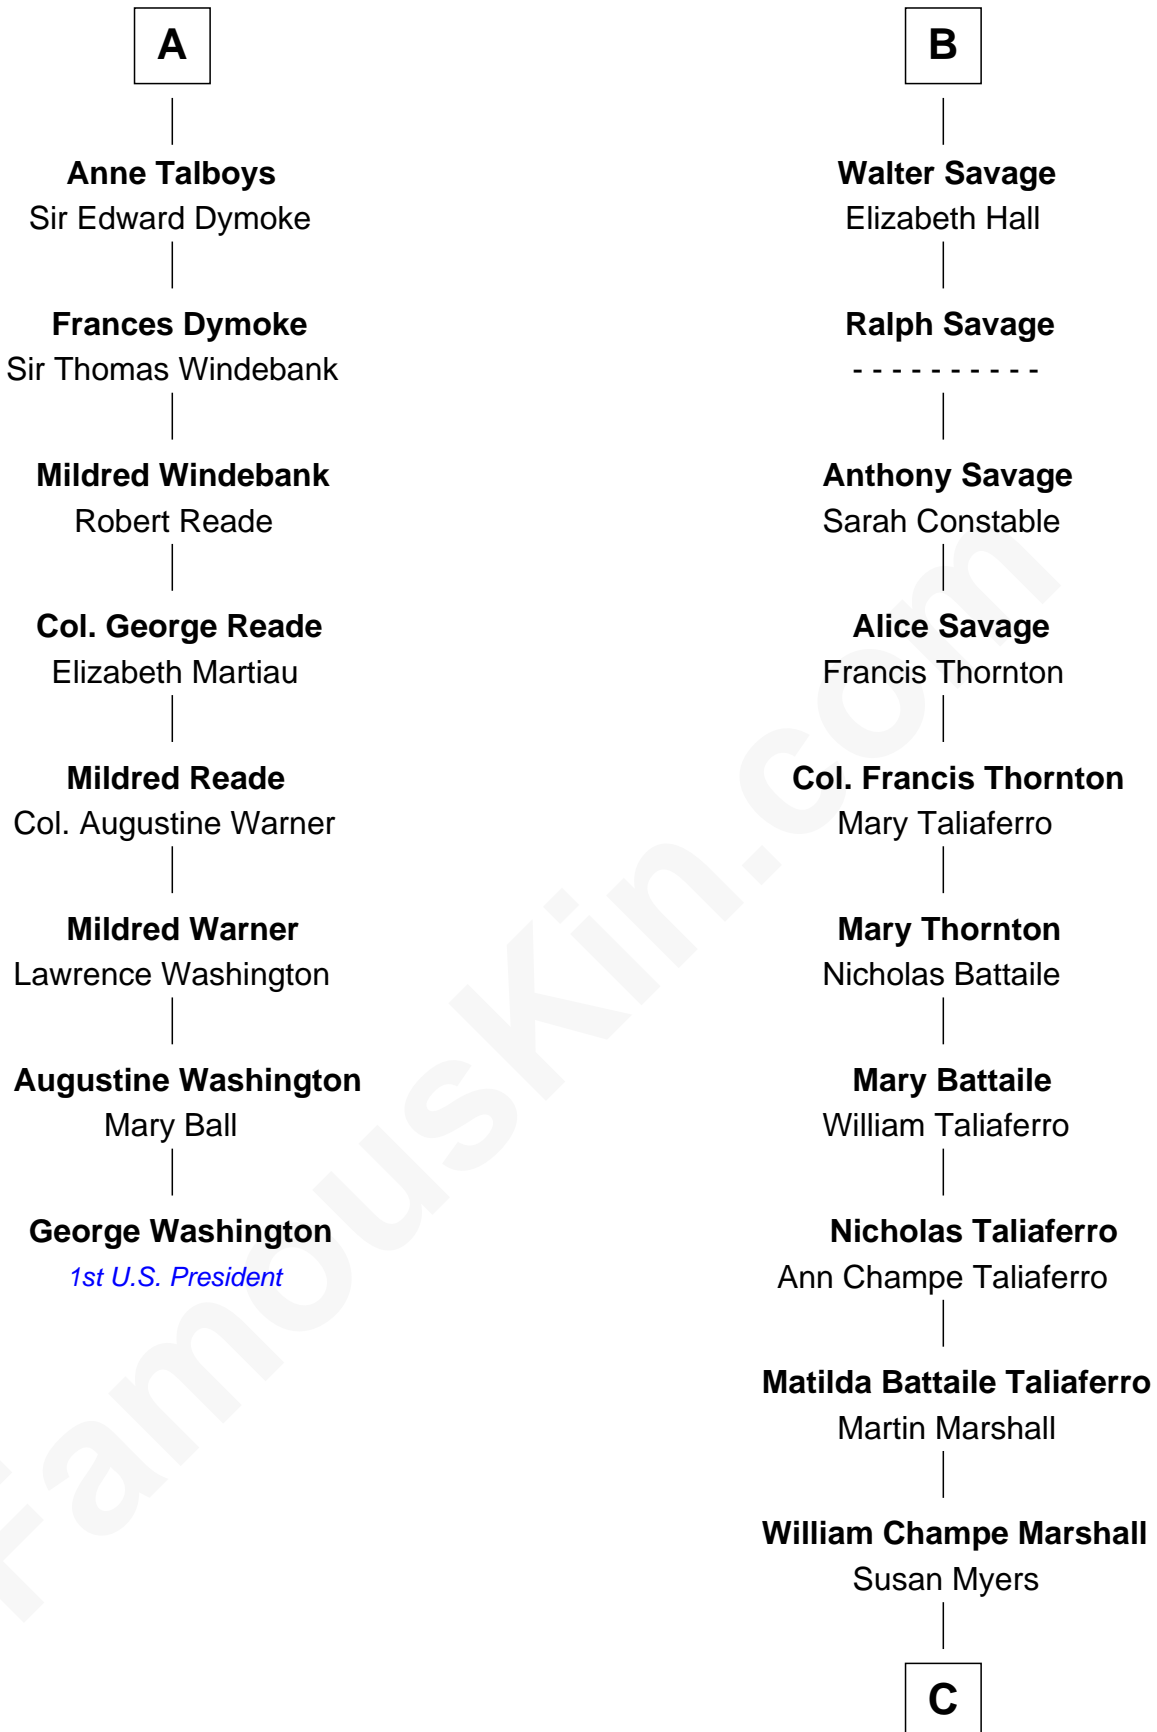 A
Anne Talboys
Sir Edward Dymoke
Frances Dymoke
Sir Thomas Windebank
Mildred Windebank
Robert Reade
Col. George Reade
Elizabeth Martiau
Mildred Reade
Col. Augustine Warner
Mildred Warner
Lawrence Washington
Augustine Washington
Mary Ball
George Washington
1st U.S. President
B
Walter Savage
Elizabeth Hall
Ralph Savage
- - - - - - - - - -
Anthony Savage
Sarah Constable
Alice Savage
Francis Thornton
Col. Francis Thornton
Mary Taliaferro
Mary Thornton
Nicholas Battaile
Mary Battaile
William Taliaferro
Nicholas Taliaferro
Ann Champe Taliaferro
Matilda Battaile Taliaferro
Martin Marshall
William Champe Marshall
Susan Myers
C
FamousKin.com